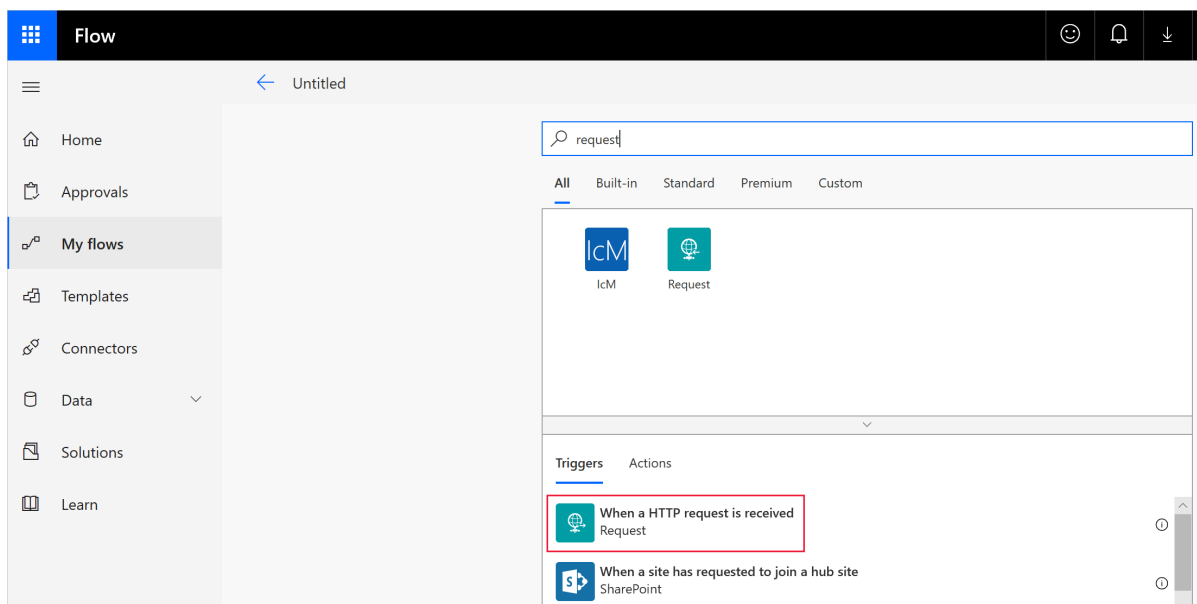 Flow
Untitled
Home
Approvals
My flows
Templates
Connectors
Data
Solutions
Learn
request
All Built-in Standard Premium Custom
IcM
IcM Request
Triggers Actions
When a HTTP request is received
Request
When a site has requested to join a hub site
S
SharePoint